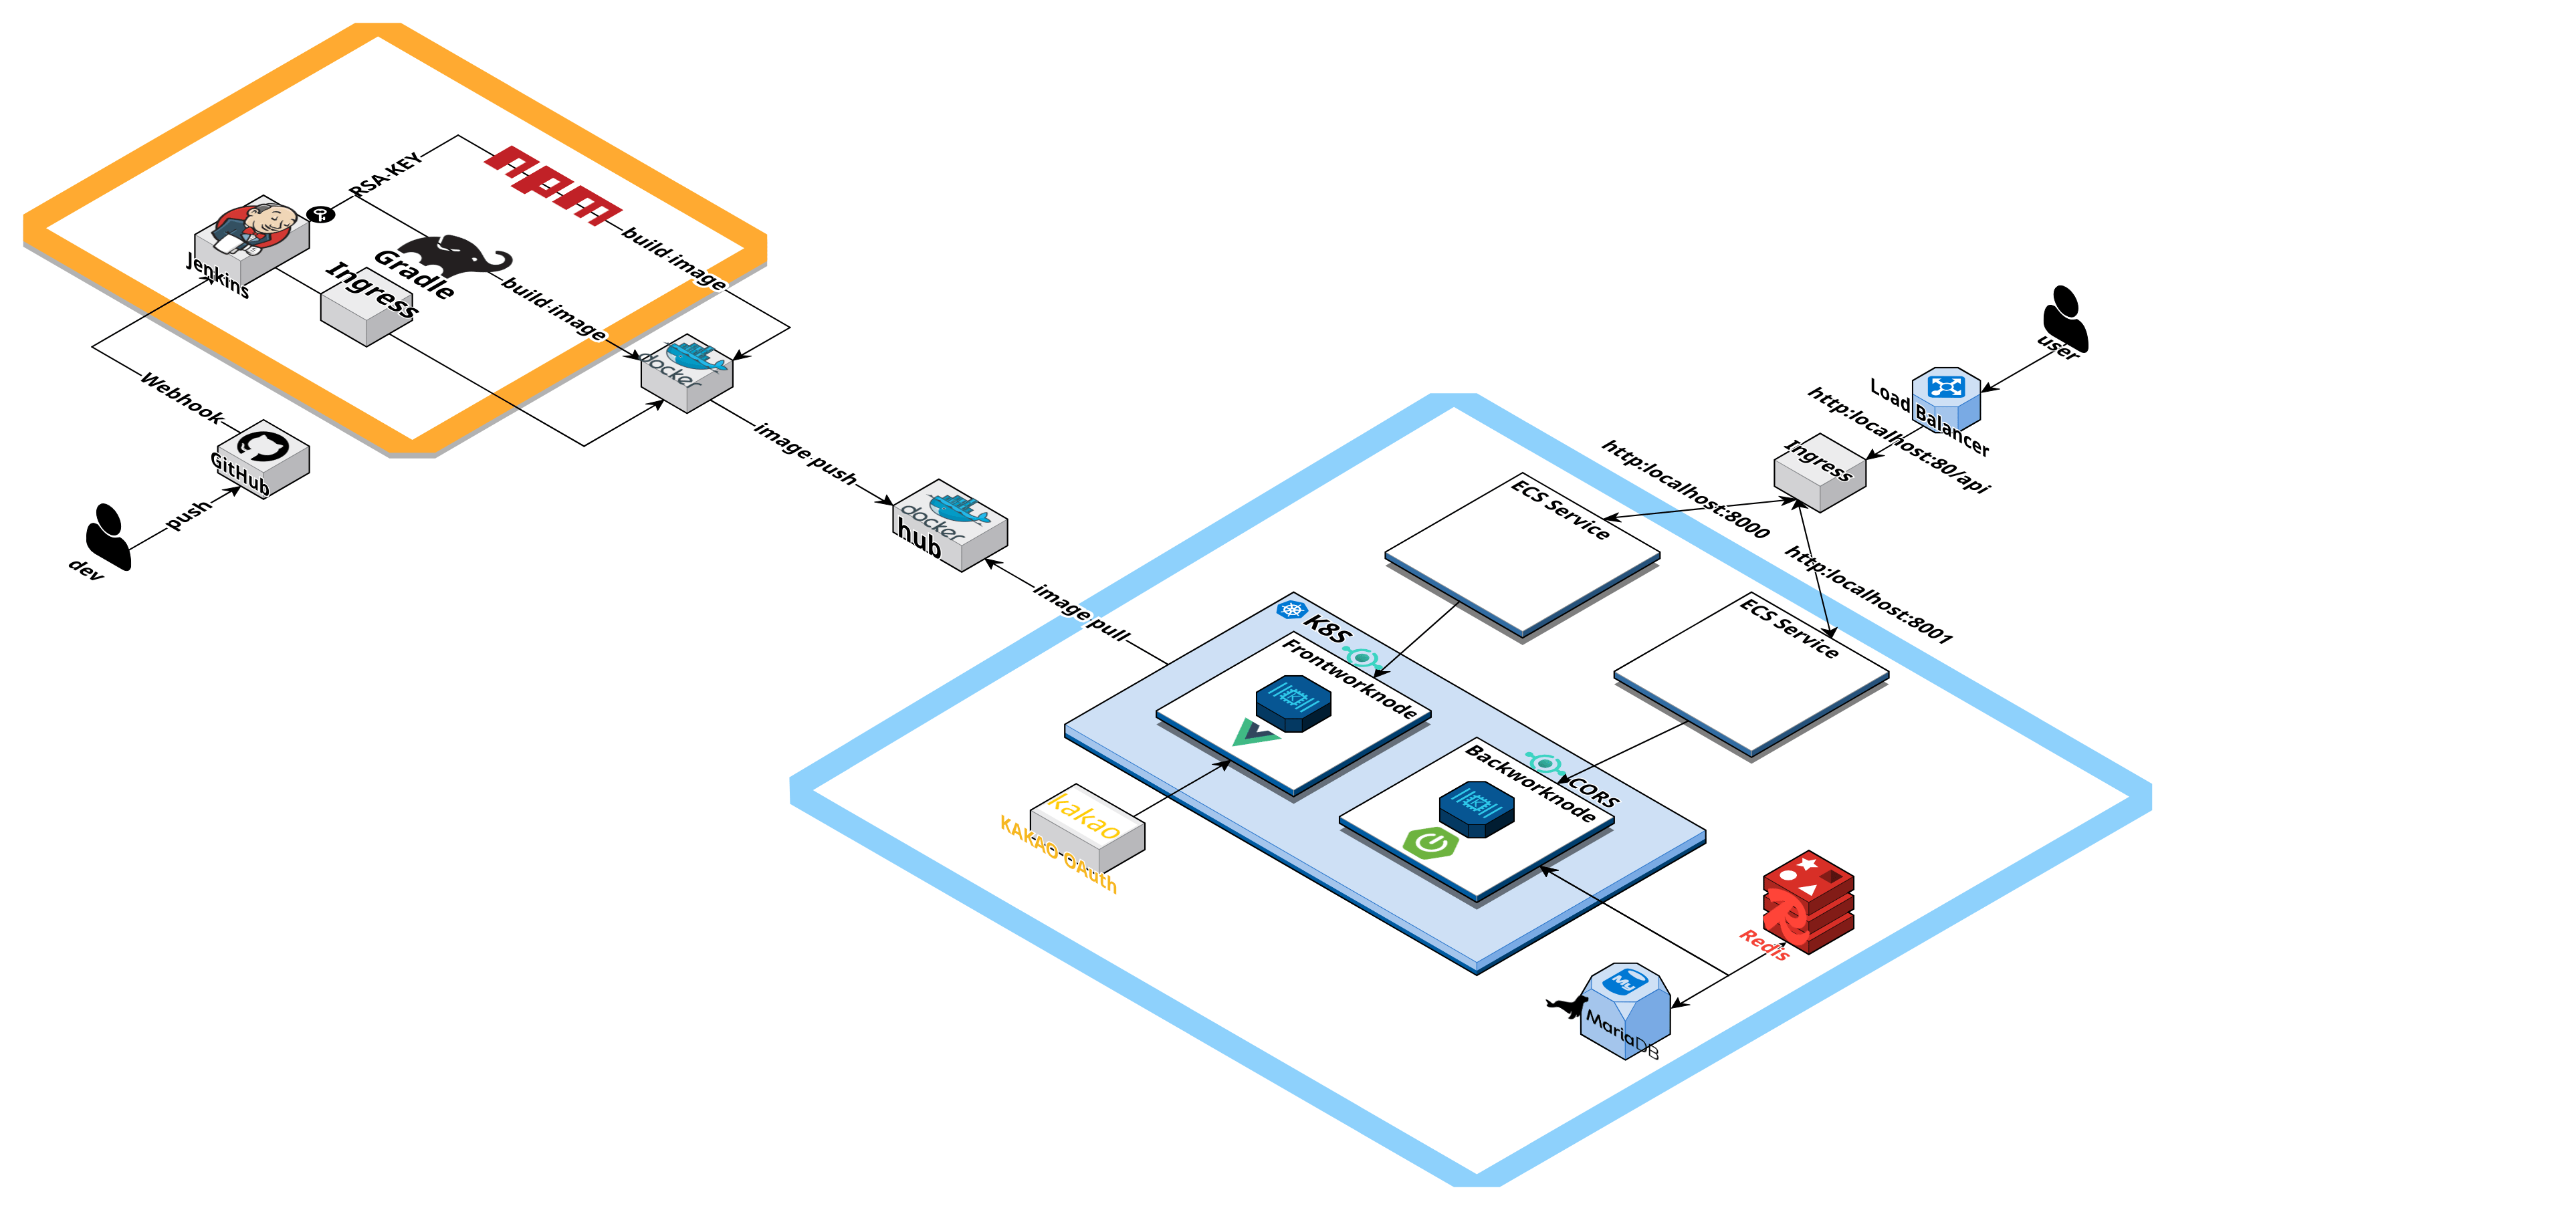 RSA-KEY
npm
build-image
Jenkins
Gradle
Ingress
build-image
docker
Webhook
GitHub
push
dev
image push
docker
hub
image pull
user
Load Balancer
http:localhost:80/api
Ingress
http:localhost:8000
http:localhost:8001
ECS Service
ECS Service
K8S
Frontworknode
Backworknode
CORS
kakao
KAKAO OAuth
Redis
My
MariaDB